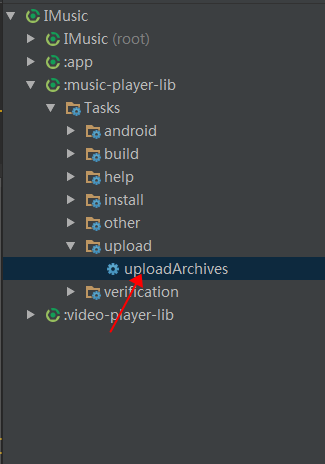 IMusic
IMusic (root)
:app
:music-player-lib
Tasks
android
build
help
install
other
upload
uploadArchives
verification
:video-player-lib